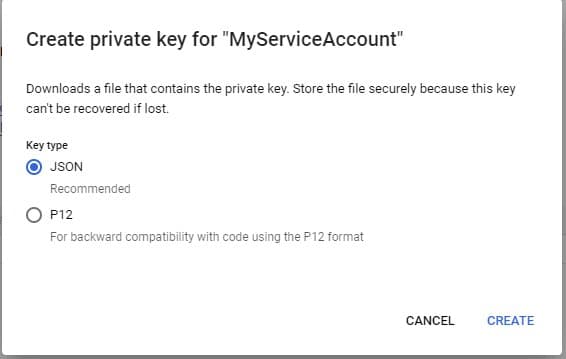 Create private key for "MyServiceAccount"
Downloads a file that contains the private key. Store the file securely because this key
can't be recovered if lost.
Key type
JSON
Recommended
P12
For backward compatibility with code using the P12 format
CANCEL CREATE